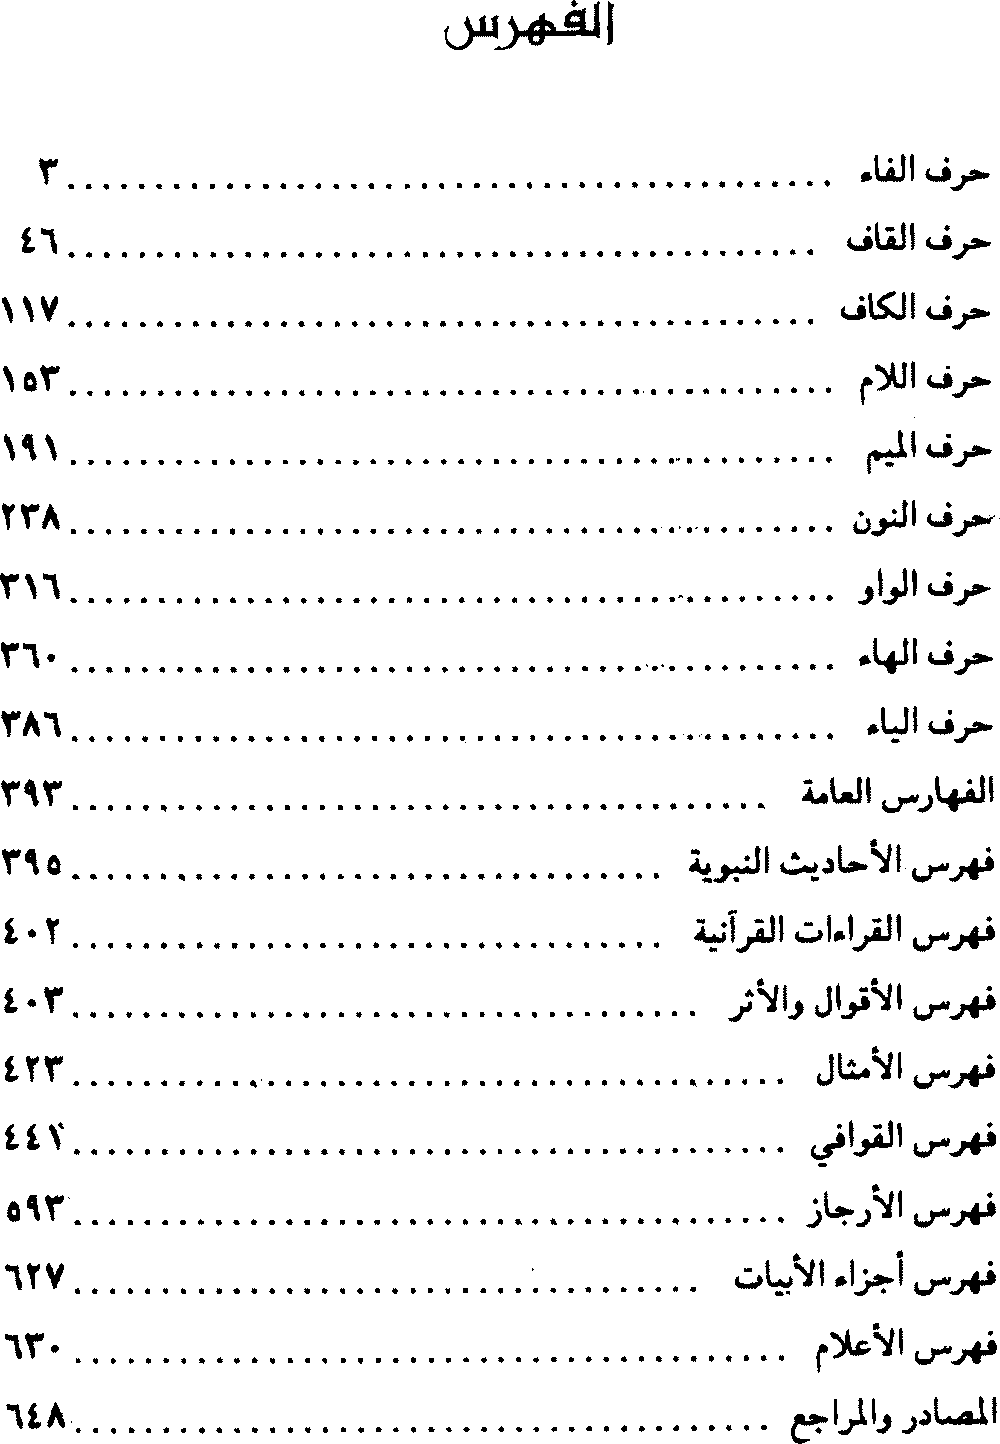 الفهرس
حرف الفاء ........................................ ٣
حرف القاف ........................................ ٤٦
حرف الكاف ........................................ ١١٧
حرف اللام ........................................ ١٥٣
حرف الميم ........................................ ١٩١
حرف النون ........................................ ٢٣٨
حرف الواو ........................................ ٣١٦
حرف الهاء ........................................ ٣٦٠
حرف الياء ........................................ ٣٨٦
الفهارس العامة ........................................ ٣٩٣
فهرس الأحاديث النبوية ........................................ ٣٩٥
فهرس القراءات القرآنية ........................................ ٤٠٢
فهرس الأقوال والأثر ........................................ ٤٠٣
فهرس الأمثال ........................................ ٤٢٣
فهرس القوافي ........................................ ٤٤١
فهرس الأرجاز ........................................ ٥٩٣
فهرس أجزاء الأبيات ........................................ ٦٢٧
فهرس الأعلام ........................................ ٦٣٠
المصادر والمراجع ........................................ ٦٤٨